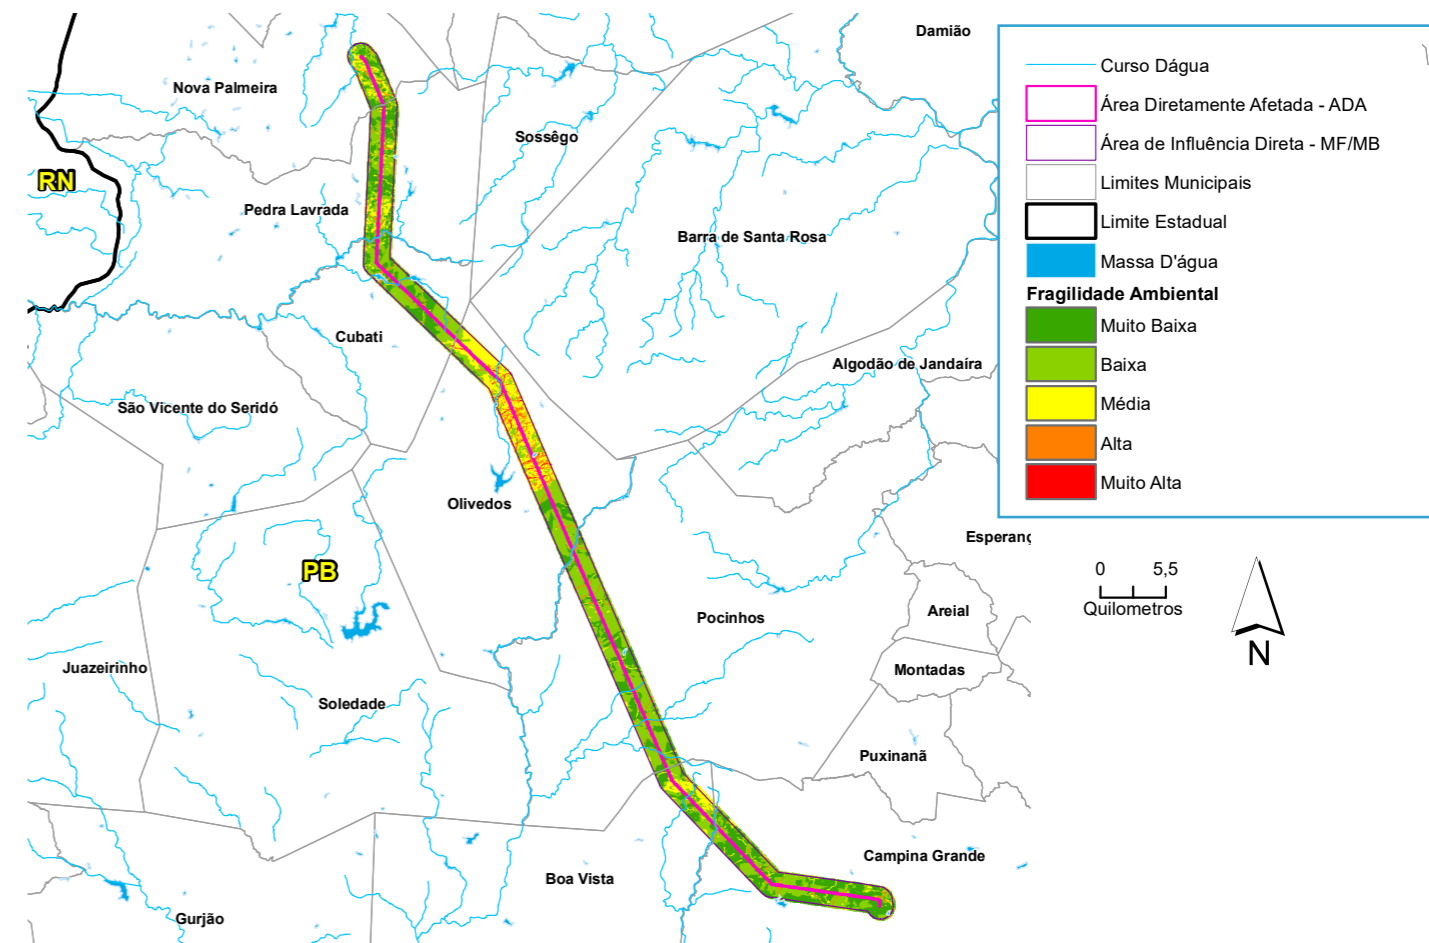 Damião
Nova Palmeira
Sossêgo
RN
Pedra Lavrada
Barra de Santa Rosa
Cubati
Algodão de Jandaíra
São Vicente do Seridó
Olivedos
Esperanç
PB
Areial
Pocinhos
Juazeirinho
Montadas
Soledade
Puxinanã
Campina Grande
Boa Vista
Gurjão
Curso Dágua
Área Diretamente Afetada - ADA
Área de Influência Direta - MF/MB
Limites Municipais
Limite Estadual
Massa D'água
Fragilidade Ambiental
Muito Baixa
Baixa
Média
Alta
Muito Alta
0 5,5
Quilometros
N